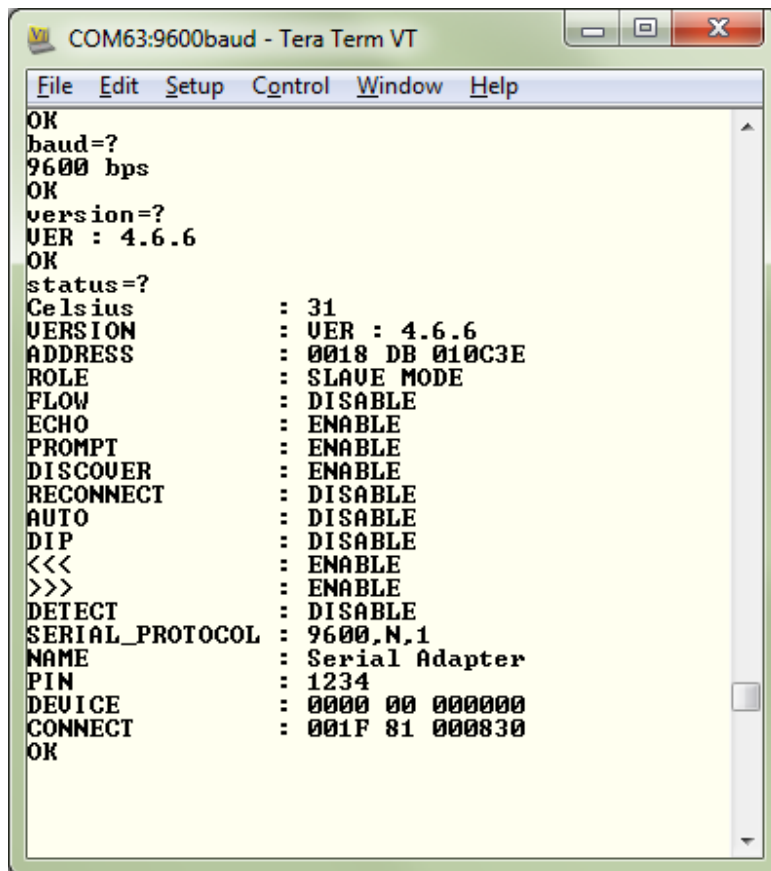 COM63:9600baud - Tera Term VT
File Edit Setup Control Window Help
OK
baud=?
9600 bps
OK
version=?
VER : 4.6.6
OK
status=?
Celsius : 31
VERSION : VER : 4.6.6
ADDRESS : 0018 DB 010C3E
ROLE : SLAVE MODE
FLOW : DISABLE
ECHO : ENABLE
PROMPT : ENABLE
DISCOVER : ENABLE
RECONNECT : DISABLE
AUTO : DISABLE
DIP : DISABLE
<<< : ENABLE
>>> : ENABLE
DETECT : DISABLE
SERIAL_PROTOCOL : 9600,N,1
NAME : Serial Adapter
PIN : 1234
DEVICE : 0000 00 000000
CONNECT : 001F 81 000830
OK